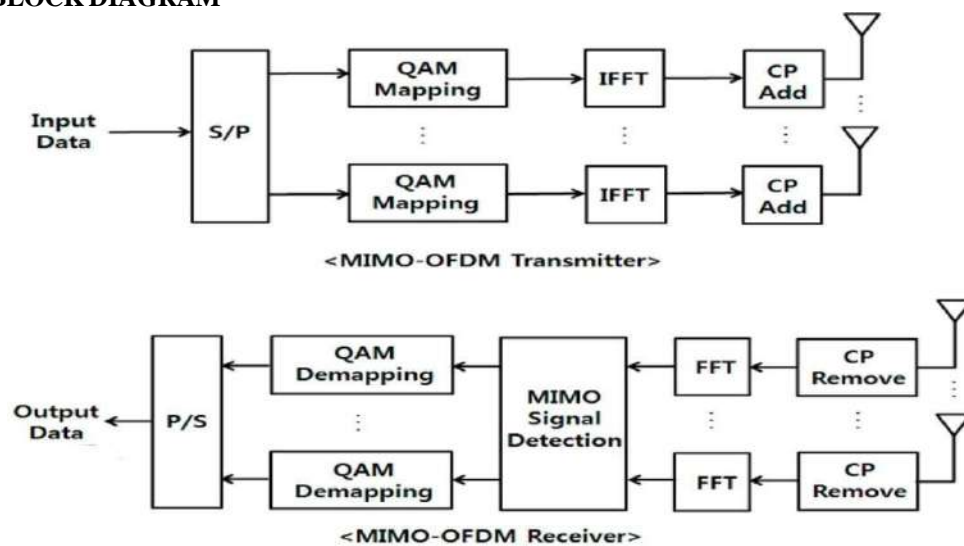 BLOCK DIAGRAM
Input
Data
S/P
QAM
Mapping
IFFT
CP
Add
QAM
Mapping
IFFT
CP
Add
<MIMO-OFDM Transmitter>
Output
Data
P/S
QAM
Demapping
MIMO
Signal
Detection
FFT
CP
Remove
QAM
Demapping
FFT
CP
Remove
<MIMO-OFDM Receiver>